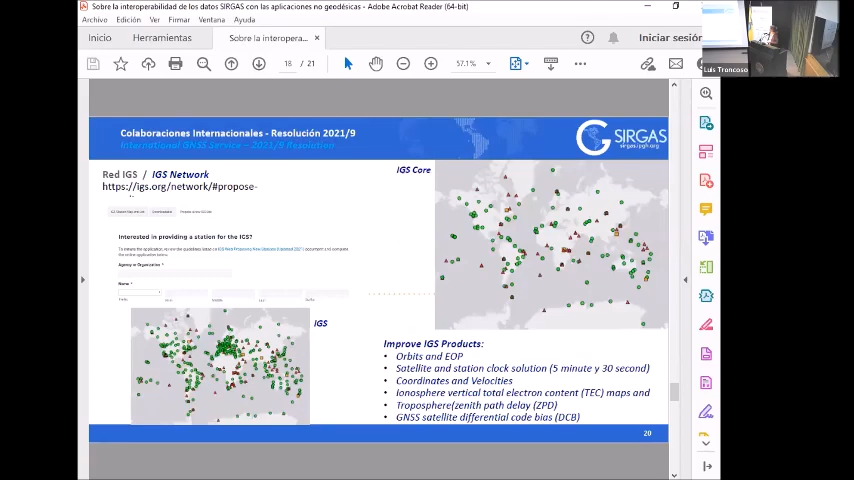 Sobre la interoperabilidad de los datos SIRGAS con las aplicaciones no geodésicas - Adobe Acrobat Reader (64-bit)
Archivo Edición Ver Firmar Ventana Ayuda
Inicio Herramientas Sobre la interopera... × Iniciar sesión
18 / 21 57.1%
Luis Troncoso
Colaboraciones Internacionales - Resolución 2021/9
International GNSS Service – 2021/9 Resolution
SIRGAS
sirgas.ipgh.org
Red IGS / IGS Network
https://igs.org/network/#propose-
IGS Core
Interested in providing a station for the IGS?
Agency or Organization *
Name *
IGS
Improve IGS Products:
• Orbits and EOP
• Satellite and station clock solution (5 minute y 30 second)
• Coordinates and Velocities
• Ionosphere vertical total electron content (TEC) maps and
• Troposphere(zenith path delay (ZPD)
• GNSS satellite differential code bias (DCB)
20